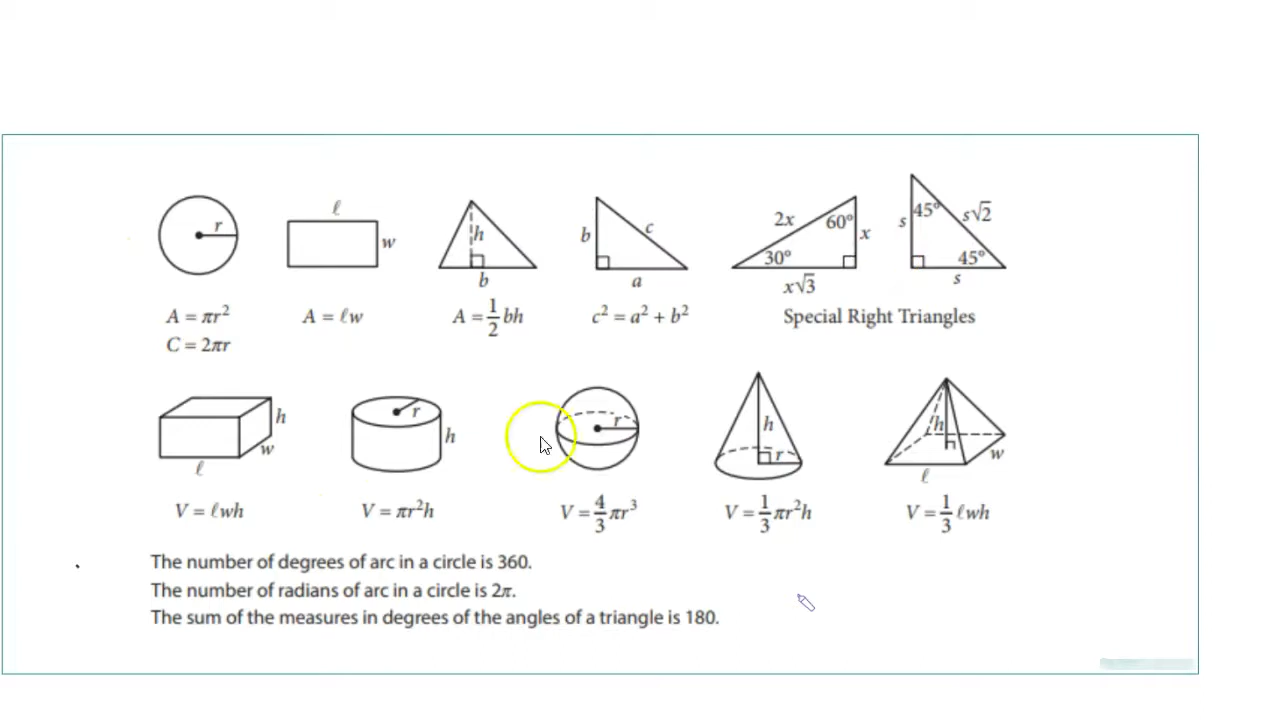 r
ℓ
w
h
b
b
c
a
2x
60°
x
30°
x√3
45°
s
s√2
45°
s
A = πr²
C = 2πr
A = ℓw
A = 1/2 bh
c² = a² + b²
Special Right Triangles
h
w
ℓ
r
h
r
h
r
h
w
ℓ
V = ℓwh
V = πr²h
V = 4/3 πr³
V = 1/3 πr²h
V = 1/3 ℓwh
The number of degrees of arc in a circle is 360.
The number of radians of arc in a circle is 2π.
The sum of the measures in degrees of the angles of a triangle is 180.